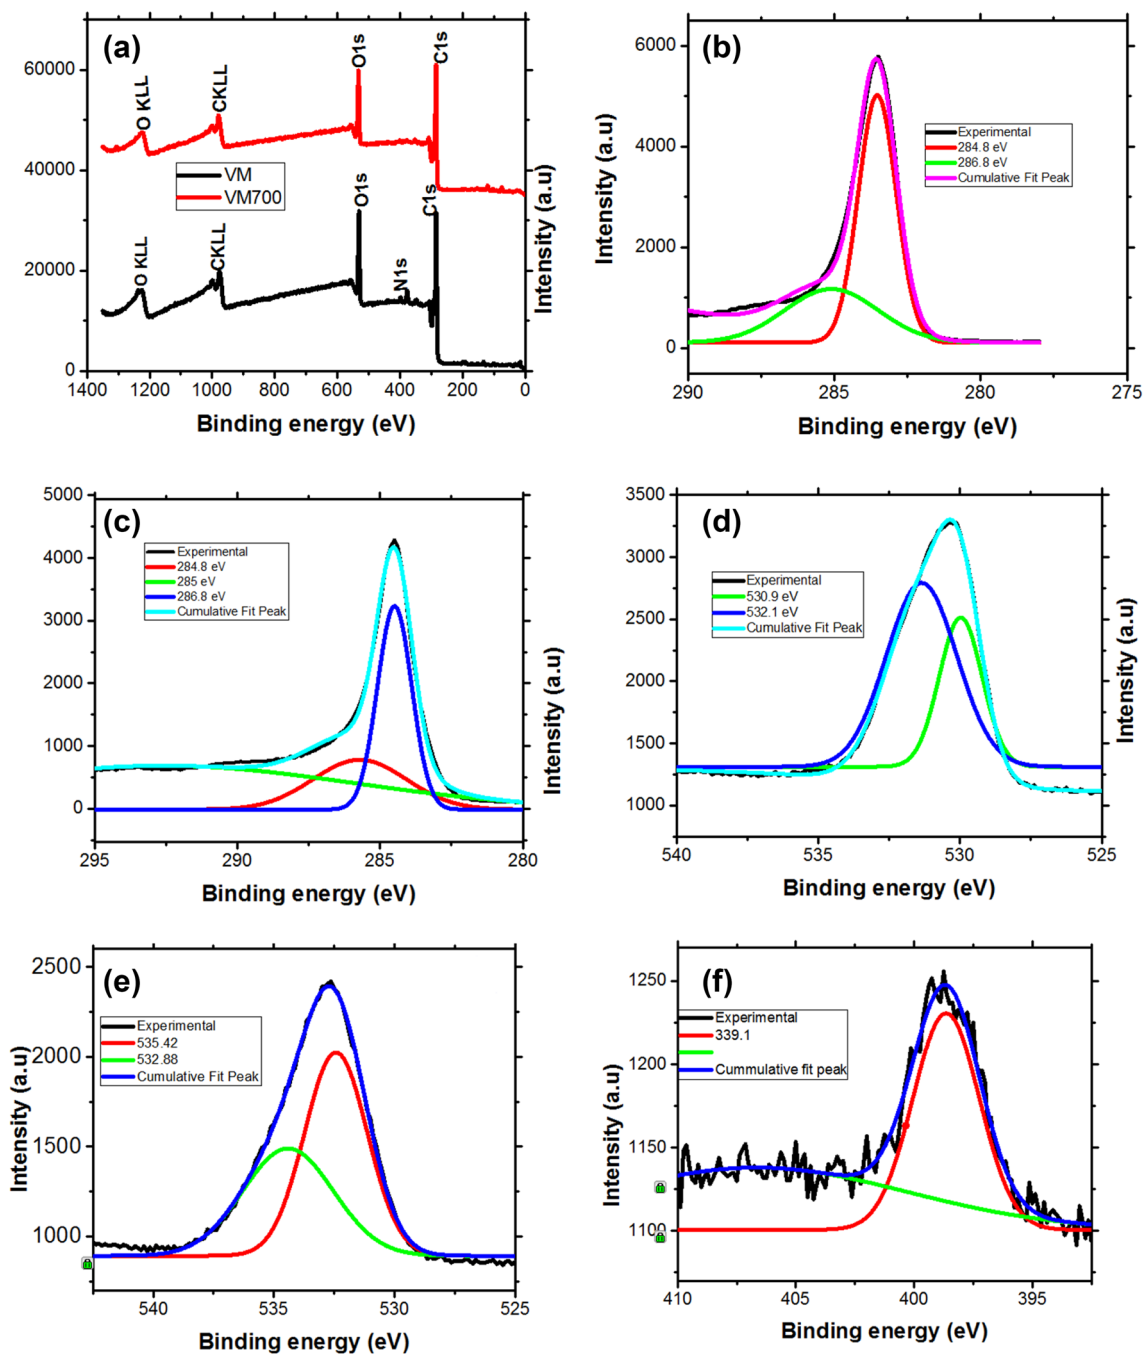 (a)
60000
40000
20000
0
O KLL
CKLL
O1s
C1s
VM
VM700
O KLL
CKLL
O1s
N1s
C1s
1400 1200 1000 800 600 400 200 0
Binding energy (eV)
Intensity (a.u)
(b)
6000
4000
2000
0
Experimental
284.8 eV
286.8 eV
Cumulative Fit Peak
290 285 280 275
Binding energy (eV)
Intensity (a.u)
(c)
5000
4000
3000
2000
1000
0
Experimental
284.8 eV
285 eV
286.8 eV
Cumulative Fit Peak
295 290 285 280
Binding energy (eV)
Intensity (a.u)
(d)
3500
3000
2500
2000
1500
1000
Experimental
530.9 eV
532.1 eV
Cumulative Fit Peak
540 535 530 525
Binding energy (eV)
Intensity (a.u)
(e)
2500
2000
1500
1000
Experimental
535.42
532.88
Cumulative Fit Peak
540 535 530 525
Binding energy (eV)
Intensity (a.u)
(f)
1250
1200
1150
1100
Experimental
339.1
Cummulative fit peak
410 405 400 395
Binding energy (eV)
Intensity (a.u)